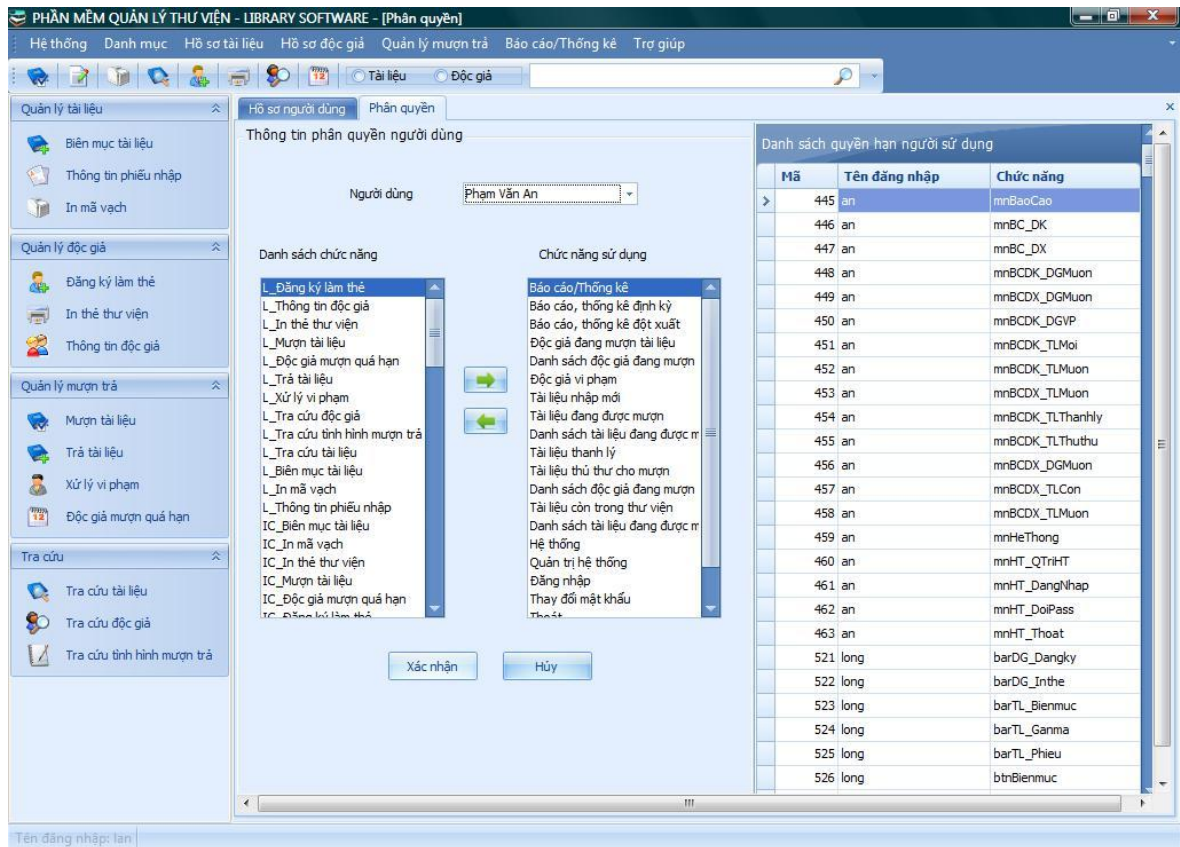 PHẦN MỀM QUẢN LÝ THƯ VIỆN - LIBRARY SOFTWARE - [Phân quyền]
Hệ thống Danh mục Hồ sơ tài liệu Hồ sơ độc giả Quản lý mượn trả Báo cáo/Thống kê Trợ giúp
Tài liệu Độc giả
Quản lý tài liệu
Biên mục tài liệu
Thông tin phiếu nhập
In mã vạch
Quản lý độc giả
Đăng ký làm thẻ
In thẻ thư viện
Thông tin độc giả
Quản lý mượn trả
Mượn tài liệu
Trả tài liệu
Xử lý vi phạm
Độc giả mượn quá hạn
Tra cứu
Tra cứu tài liệu
Tra cứu độc giả
Tra cứu tình hình mượn trả
Hồ sơ người dùng Phân quyền
Thông tin phân quyền người dùng
Người dùng Phạm Văn An
Danh sách chức năng
L_Đăng ký làm thẻ
L_Thông tin độc giả
L_In thẻ thư viện
L_Mượn tài liệu
L_Độc giả mượn quá hạn
L_Trả tài liệu
L_Xử lý vi phạm
L_Tra cứu độc giả
L_Tra cứu tình hình mượn trả
L_Tra cứu tài liệu
L_Biên mục tài liệu
L_In mã vạch
L_Thông tin phiếu nhập
IC_Biên mục tài liệu
IC_In mã vạch
IC_In thẻ thư viện
IC_Mượn tài liệu
IC_Độc giả mượn quá hạn
IC_Đăng ký làm thẻ
Chức năng sử dụng
Báo cáo/Thống kê
Báo cáo, thống kê định kỳ
Báo cáo, thống kê đột xuất
Độc giả đang mượn tài liệu
Danh sách độc giả đang mượn
Độc giả vi phạm
Tài liệu nhập mới
Tài liệu đang được mượn
Danh sách tài liệu đang được m
Tài liệu thanh lý
Tài liệu thủ thư cho mượn
Danh sách độc giả đang mượn
Tài liệu còn trong thư viện
Danh sách tài liệu đang được m
Hệ thống
Quản trị hệ thống
Đăng nhập
Thay đổi mật khẩu
Thoát
Xác nhận Hủy
Danh sách quyền hạn người sử dụng
Mã Tên đăng nhập Chức năng
445 an mnBaoCao
446 an mnBC_DK
447 an mnBC_DX
448 an mnBCDK_DGMuon
449 an mnBCDX_DGMuon
450 an mnBCDK_DGVP
451 an mnBCDK_TLMoi
452 an mnBCDK_TLMuon
453 an mnBCDX_TLMuon
454 an mnBCDK_TLThanhly
455 an mnBCDK_TLThuthu
456 an mnBCDX_DGMuon
457 an mnBCDX_TLCon
458 an mnBCDX_TLMuon
459 an mnHeThong
460 an mnHT_QTriHT
461 an mnHT_DangNhap
462 an mnHT_DoiPass
463 an mnHT_Thoat
521 long barDG_Dangky
522 long barDG_Inthe
523 long barTL_Bienmuc
524 long barTL_Ganma
525 long barTL_Phieu
526 long btnBienmuc
Tên đăng nhập: lan